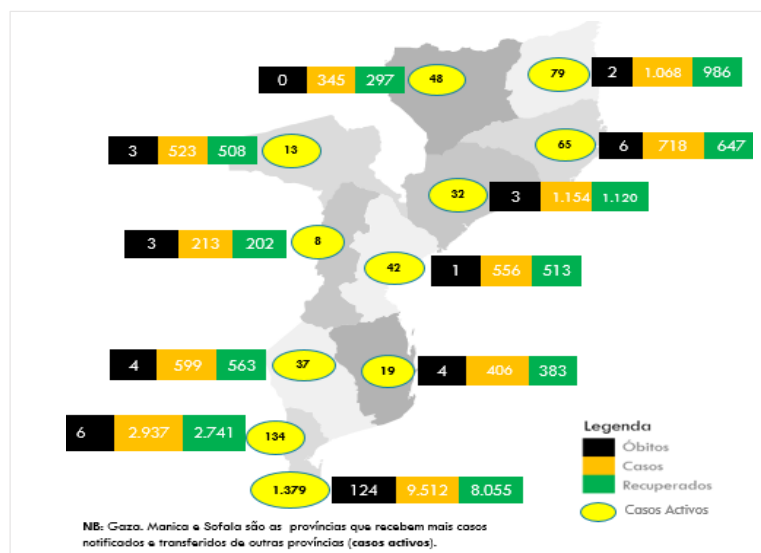 0 345 297 48
79 2 1.068 986
3 523 508 13
65 6 718 647
32 3 1.154 1.120
3 213 202 8
42 1 556 513
4 599 563 37
19 4 406 383
6 2.937 2.741 134
1.379 124 9.512 8.055
Legenda
Óbitos
Casos
Recuperados
Casos Activos
NB: Gaza. Manica e Sofala são as províncias que recebem mais casos
notificados e transferidos de outras províncias (casos activos).